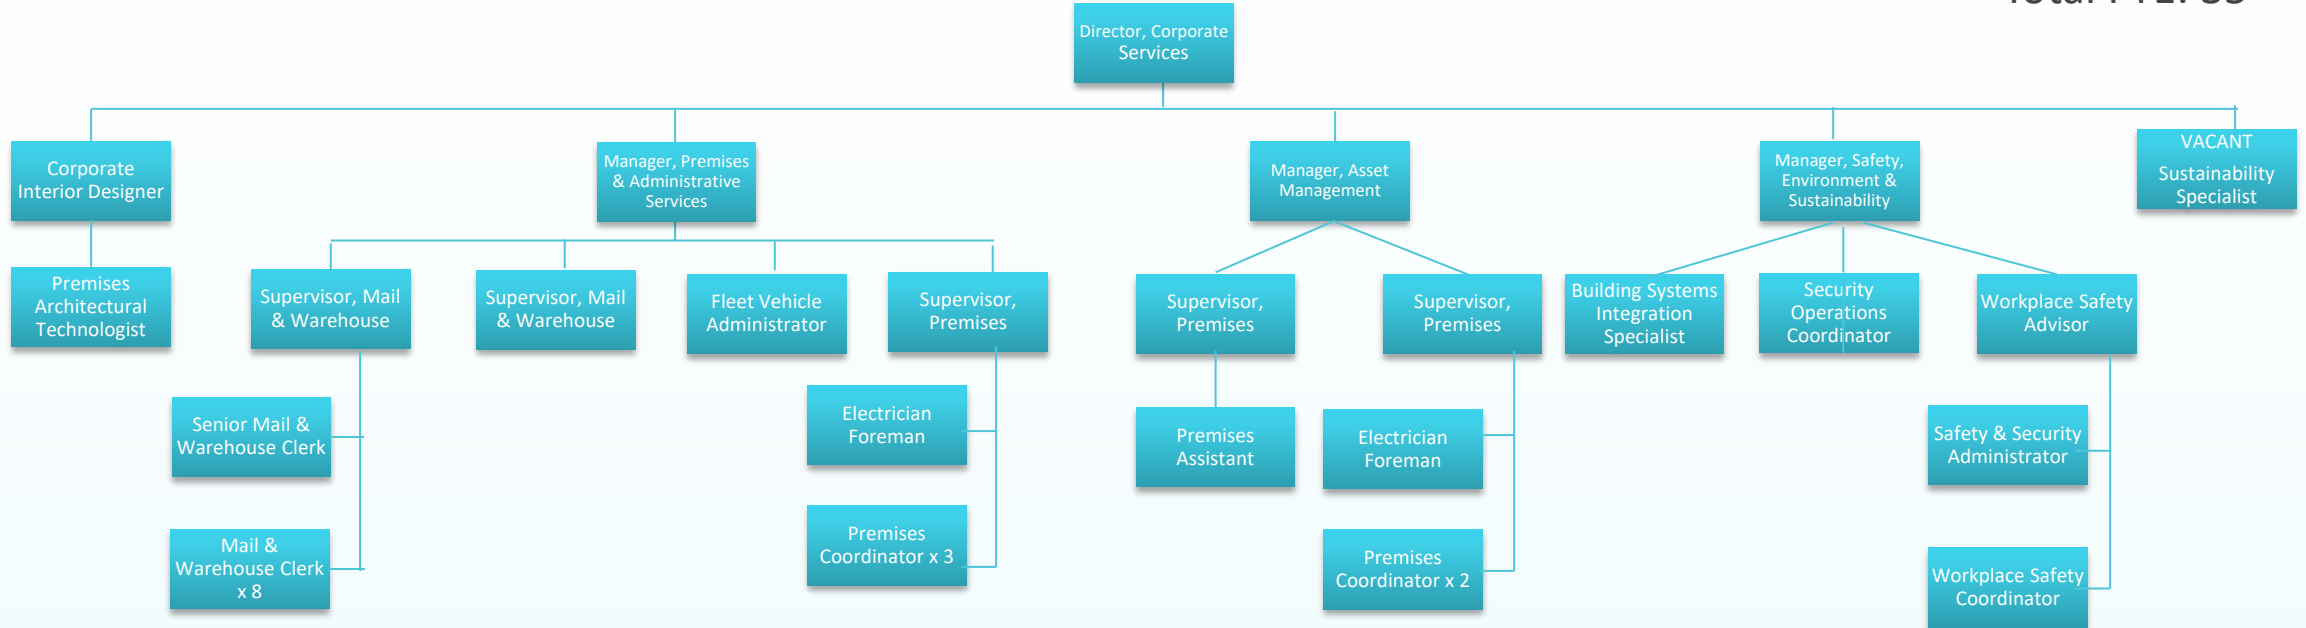 Total FTE: 35
Director, Corporate
Services
Corporate
Interior Designer
Manager, Premises
& Administrative
Services
Manager, Asset
Management
Manager, Safety,
Environment &
Sustainability
VACANT
Sustainability
Specialist
Premises
Architectural
Technologist
Supervisor, Mail
& Warehouse
Supervisor, Mail
& Warehouse
Fleet Vehicle
Administrator
Supervisor,
Premises
Supervisor,
Premises
Supervisor,
Premises
Building Systems
Integration
Specialist
Security
Operations
Coordinator
Workplace Safety
Advisor
Senior Mail &
Warehouse Clerk
Electrician
Foreman
Premises
Assistant
Electrician
Foreman
Safety & Security
Administrator
Mail &
Warehouse Clerk
x 8
Premises
Coordinator x 3
Premises
Coordinator x 2
Workplace Safety
Coordinator